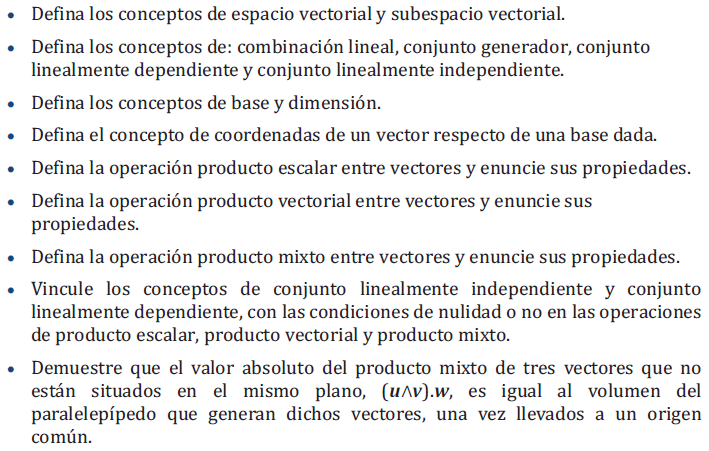 • Defina los conceptos de espacio vectorial y subespacio vectorial.
• Defina los conceptos de: combinación lineal, conjunto generador, conjunto
linealmente dependiente y conjunto linealmente independiente.
• Defina los conceptos de base y dimensión.
• Defina el concepto de coordenadas de un vector respecto de una base dada.
• Defina la operación producto escalar entre vectores y enuncie sus propiedades.
• Defina la operación producto vectorial entre vectores y enuncie sus
propiedades.
• Defina la operación producto mixto entre vectores y enuncie sus propiedades.
• Vincule los conceptos de conjunto linealmente independiente y conjunto
linealmente dependiente, con las condiciones de nulidad o no en las operaciones
de producto escalar, producto vectorial y producto mixto.
• Demuestre que el valor absoluto del producto mixto de tres vectores que no
están situados en el mismo plano, (u∧v).w, es igual al volumen del
paralelepípedo que generan dichos vectores, una vez llevados a un origen
común.